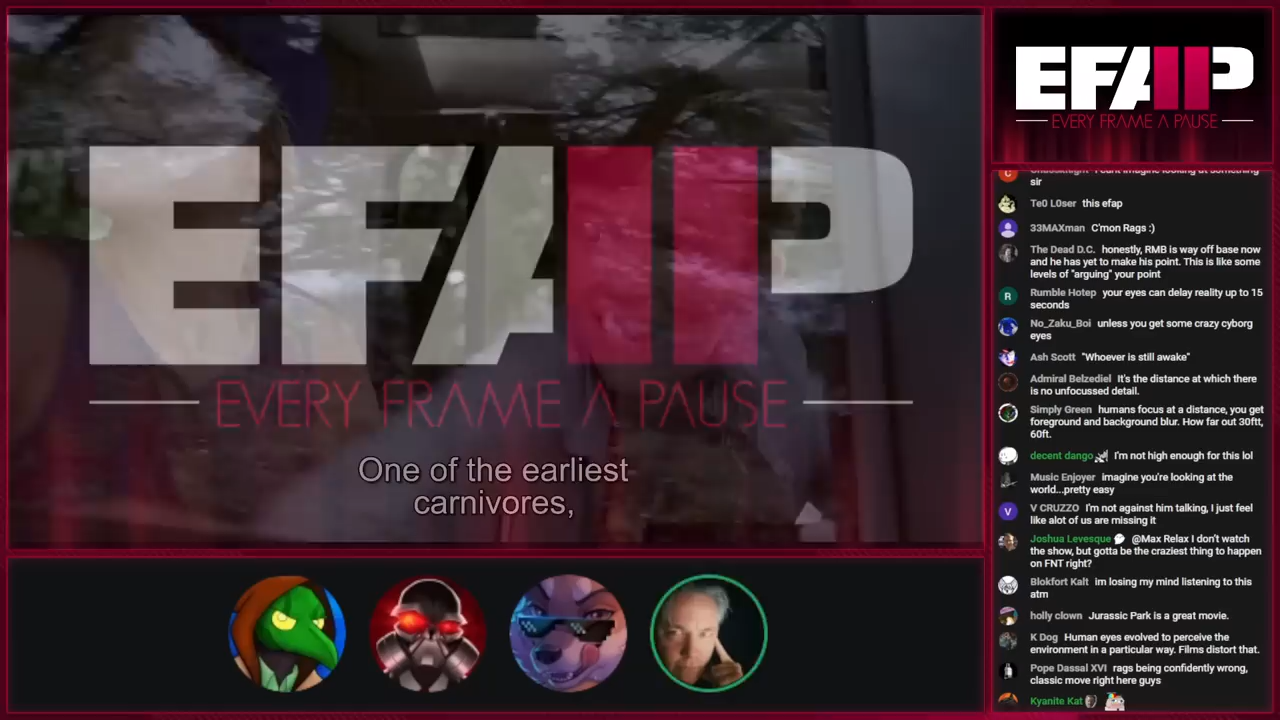 EFAP
EVERY FRAME A PAUSE
One of the earliest
carnivores,
EFAP
EVERY FRAME A PAUSE
sir
Te0 L0ser this efap
33MAXman C'mon Rags :)
The Dead D.C. honestly, RMB is way off base now
and he has yet to make his point. This is like some
levels of "arguing" your point
R
Rumble Hotep your eyes can delay reality up to 15
seconds
No_Zaku_Boi unless you get some crazy cyborg
eyes
Ash Scott "Whoever is still awake"
Admiral Belzediel It's the distance at which there
is no unfocussed detail.
Simply Green humans focus at a distance, you get
foreground and background blur. How far out 30ftt,
60ft.
decent dango I'm not high enough for this lol
Music Enjoyer imagine you're looking at the
world...pretty easy
V
V CRUZZO I'm not against him talking, I just feel
like alot of us are missing it
Joshua Levesque @Max Relax I don't watch
the show, but gotta be the craziest thing to happen
on FNT right?
Blokfort Kalt im losing my mind listening to this
atm
holly clown Jurassic Park is a great movie.
K Dog Human eyes evolved to perceive the
environment in a particular way. Films distort that.
Pope Dassal XVI rags being confidently wrong,
classic move right here guys
Kyanite Kat